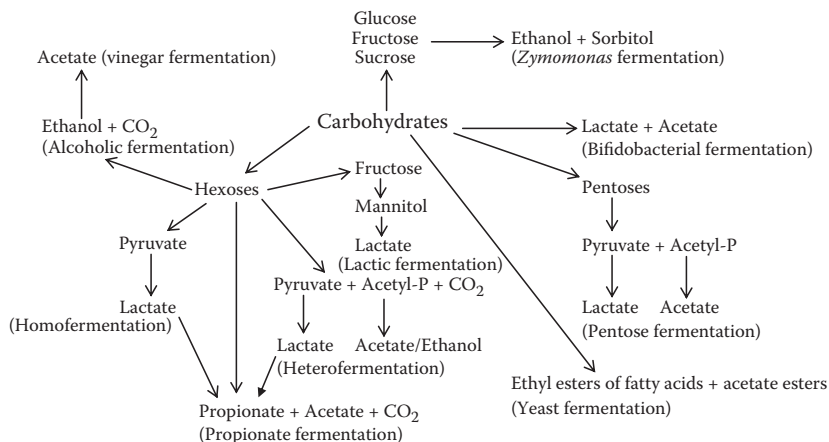 Glucose
Fructose
Sucrose
Ethanol + Sorbitol
(Zymomonas fermentation)
Acetate (vinegar fermentation)
Carbohydrates
Ethanol + CO₂
(Alcoholic fermentation)
Lactate + Acetate
(Bifidobacterial fermentation)
Hexoses
Fructose
Mannitol
Lactate
(Lactic fermentation)
Pentoses
Pyruvate
Lactate
(Homofermentation)
Pyruvate + Acetyl-P + CO₂
Lactate Acetate/Ethanol
(Heterofermentation)
Pyruvate + Acetyl-P
Lactate Acetate
(Pentose fermentation)
Propionate + Acetate + CO₂
(Propionate fermentation)
Ethyl esters of fatty acids + acetate esters
(Yeast fermentation)